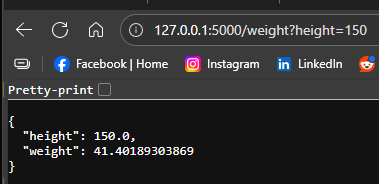 127.0.0.1:5000/weight?height=150
Facebook | Home Instagram LinkedIn
Pretty-print
{
  "height": 150.0,
  "weight": 41.40189303869
}